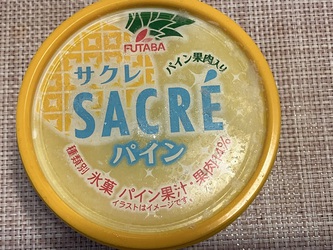 FUTABA
サクレ
パイン果肉入り
SACRÉ
パイン
種類別 氷菓 パイン果汁・果肉12%
イラストはイメージです。